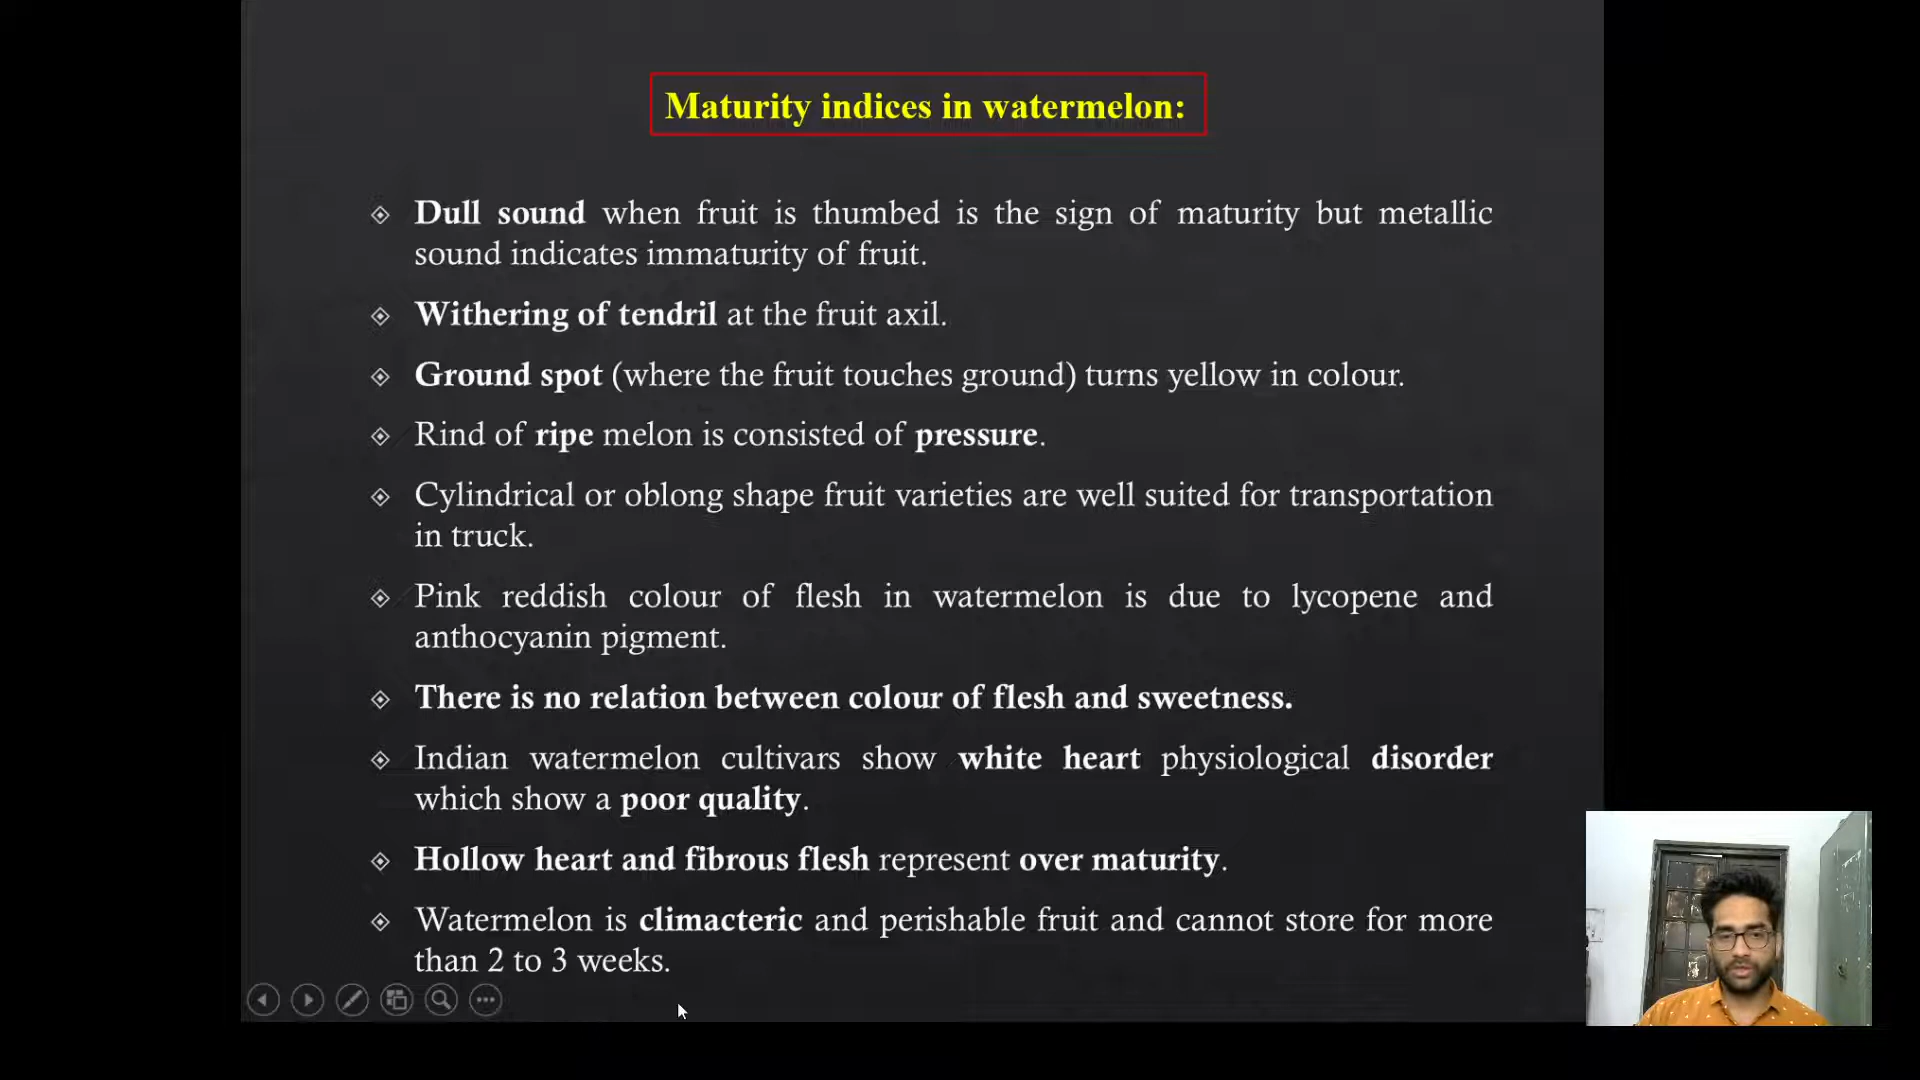 Maturity indices in watermelon:
Dull sound when fruit is thumbed is the sign of maturity but metallic
sound indicates immaturity of fruit.
Withering of tendril at the fruit axil.
Ground spot (where the fruit touches ground) turns yellow in colour.
Rind of ripe melon is consisted of pressure.
Cylindrical or oblong shape fruit varieties are well suited for transportation
in truck.
Pink reddish colour of flesh in watermelon is due to lycopene and
anthocyanin pigment.
There is no relation between colour of flesh and sweetness.
Indian watermelon cultivars show white heart physiological disorder
which show a poor quality.
Hollow heart and fibrous flesh represent over maturity.
Watermelon is climacteric and perishable fruit and cannot store for more
than 2 to 3 weeks.